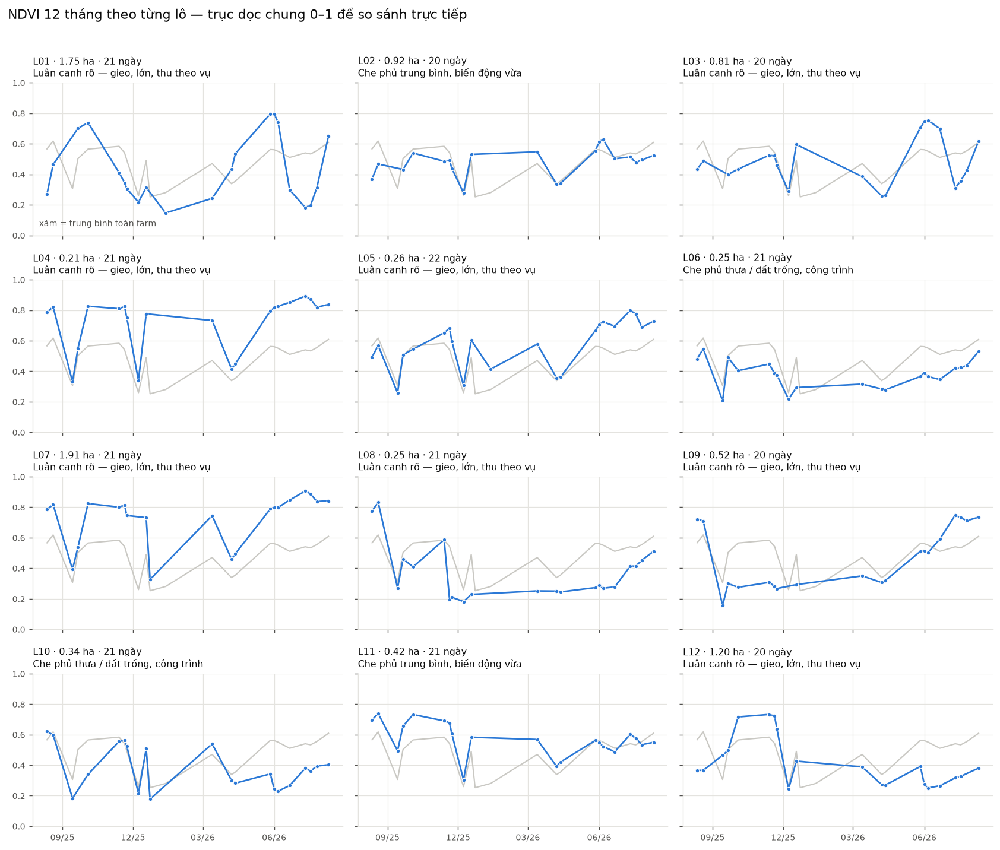 NDVI 12 tháng theo từng lô — trục dọc chung 0–1 để so sánh trực tiếp
L01 · 1.75 ha · 21 ngày
Luân canh rõ — gieo, lớn, thu theo vụ
L02 · 0.92 ha · 20 ngày
Che phủ trung bình, biến động vừa
L03 · 0.81 ha · 20 ngày
Luân canh rõ — gieo, lớn, thu theo vụ
1.0
0.8
0.6
0.4
0.2
0.0
xám = trung bình toàn farm
L04 · 0.21 ha · 21 ngày
Luân canh rõ — gieo, lớn, thu theo vụ
L05 · 0.26 ha · 22 ngày
Luân canh rõ — gieo, lớn, thu theo vụ
L06 · 0.25 ha · 21 ngày
Che phủ thưa / đất trống, công trình
1.0
0.8
0.6
0.4
0.2
0.0
L07 · 1.91 ha · 21 ngày
Luân canh rõ — gieo, lớn, thu theo vụ
L08 · 0.25 ha · 21 ngày
Luân canh rõ — gieo, lớn, thu theo vụ
L09 · 0.52 ha · 20 ngày
Luân canh rõ — gieo, lớn, thu theo vụ
1.0
0.8
0.6
0.4
0.2
0.0
L10 · 0.34 ha · 21 ngày
Che phủ thưa / đất trống, công trình
L11 · 0.42 ha · 21 ngày
Che phủ trung bình, biến động vừa
L12 · 1.20 ha · 20 ngày
Luân canh rõ — gieo, lớn, thu theo vụ
1.0
0.8
0.6
0.4
0.2
0.0
09/25 12/25 03/26 06/26
09/25 12/25 03/26 06/26
09/25 12/25 03/26 06/26